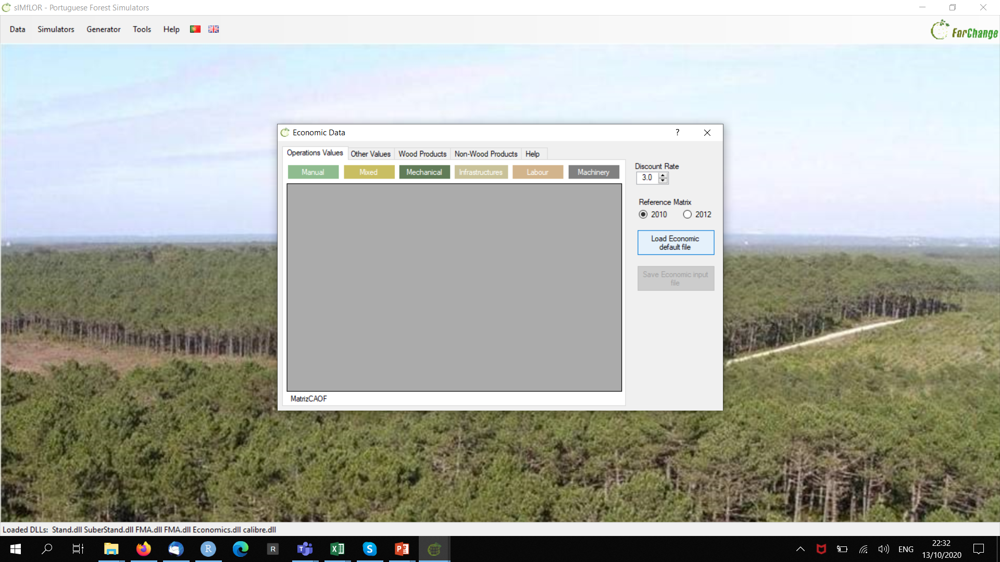 sIMfLOR - Portuguese Forest Simulators
Data Simulators Generator Tools Help
ForChange
Economic Data ?
Operations Values Other Values Wood Products Non-Wood Products Help
Manual Mixed Mechanical Infrastructures Labour Machinery
Discount Rate
3.0
Reference Matrix
2010 2012
Load Economic
default file
Save Economic input
file
MatrizCAOF
Loaded DLLs: Stand.dll SuberStand.dll FMA.dll FMA.dll Economics.dll calibre.dll
R R
ENG
22:32
13/10/2020